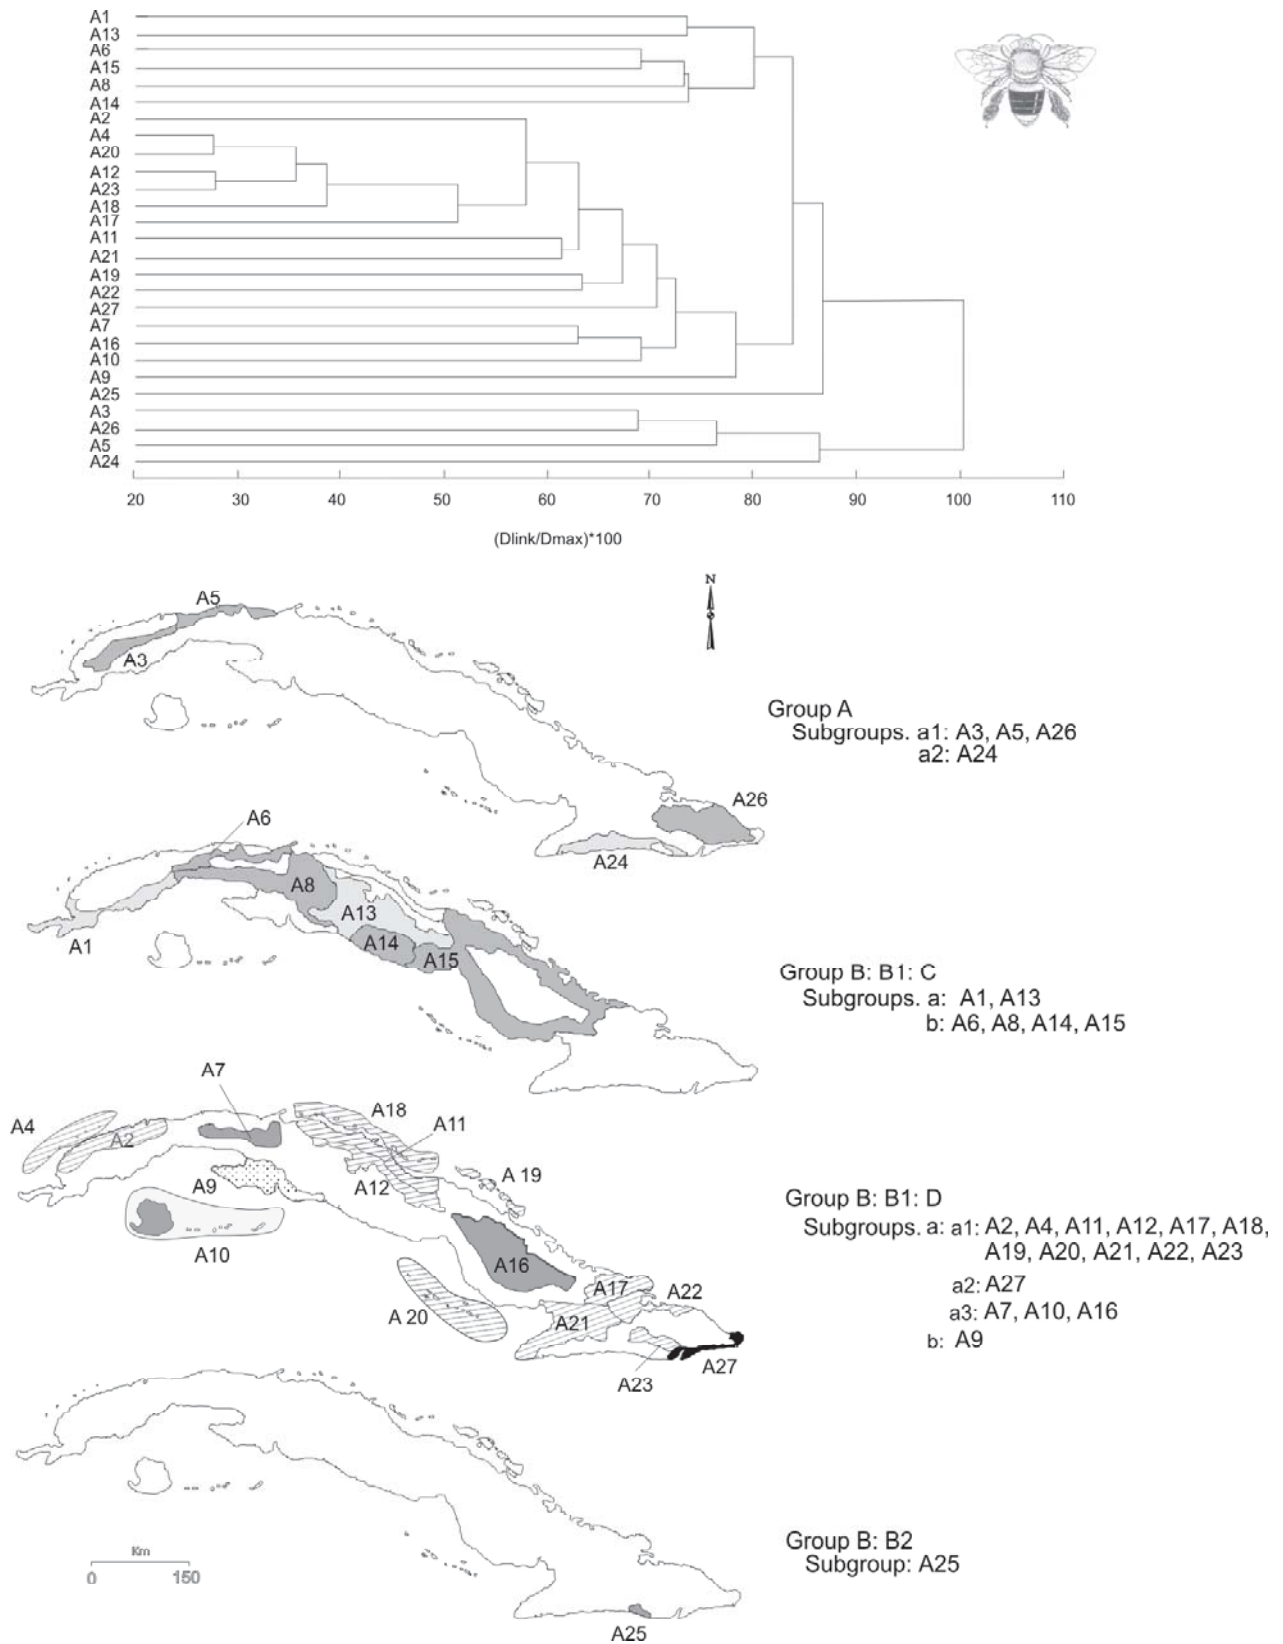 A1
A13
A6
A15
A8
A14
A2
A4
A20
A12
A23
A18
A17
A11
A21
A19
A22
A27
A7
A16
A10
A9
A25
A3
A26
A5
A24
20 30 40 50 60 70 80 90 100 110
(Dlink/Dmax)*100
N
A5
A3
A26
A24
Group A
Subgroups. a1: A3, A5, A26
a2: A24
A6
A8
A13
A1
A14
A15
Group B: B1: C
Subgroups. a: A1, A13
b: A6, A8, A14, A15
A7
A18
A4
A2
A11
A9
A12
A 19
A10
A16
A17
A22
A 20
A21
A27
A23
Group B: B1: D
Subgroups. a: a1: A2, A4, A11, A12, A17, A18,
A19, A20, A21, A22, A23
a2: A27
a3: A7, A10, A16
b: A9
Km
0 150
Group B: B2
Subgroup: A25
A25